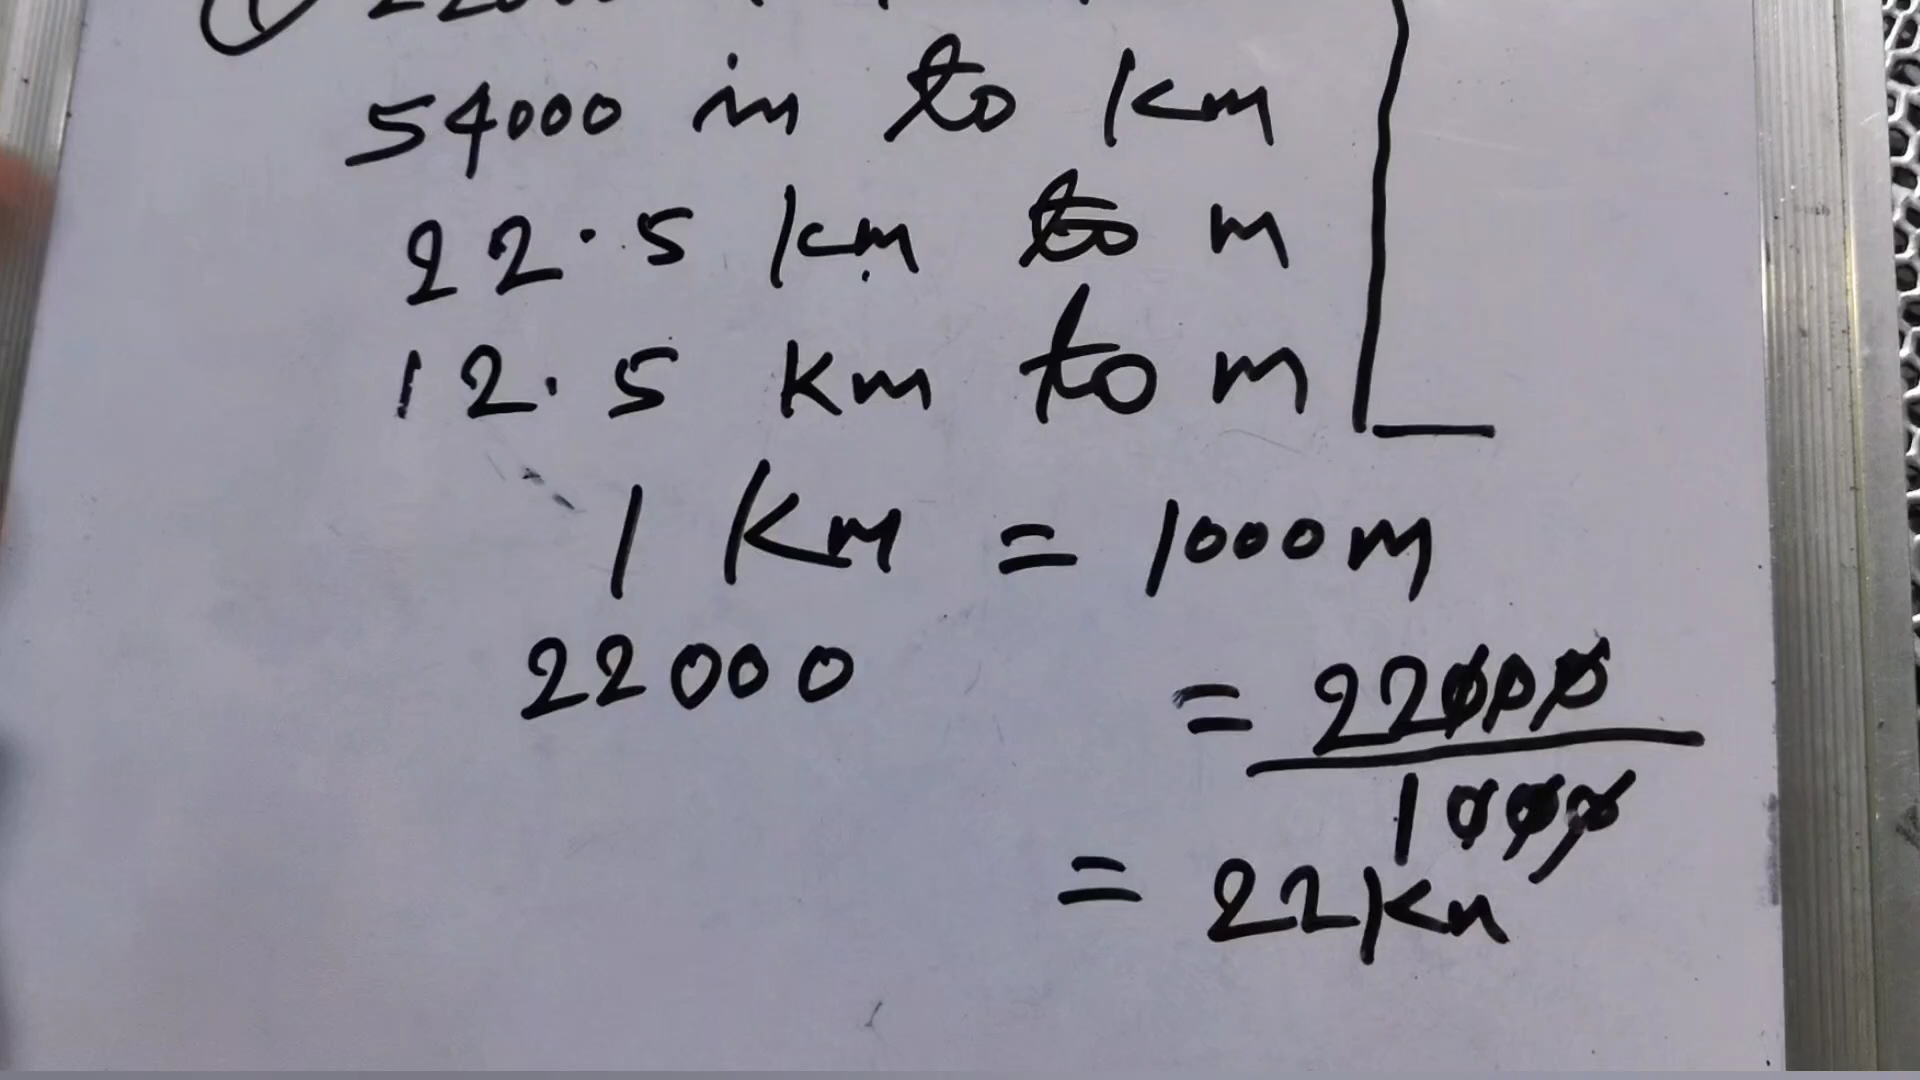 54000 m to km
22.5 km to m
12.5 km to m
1 Km = 1000m
22000 = 22000
1000
= 22Km